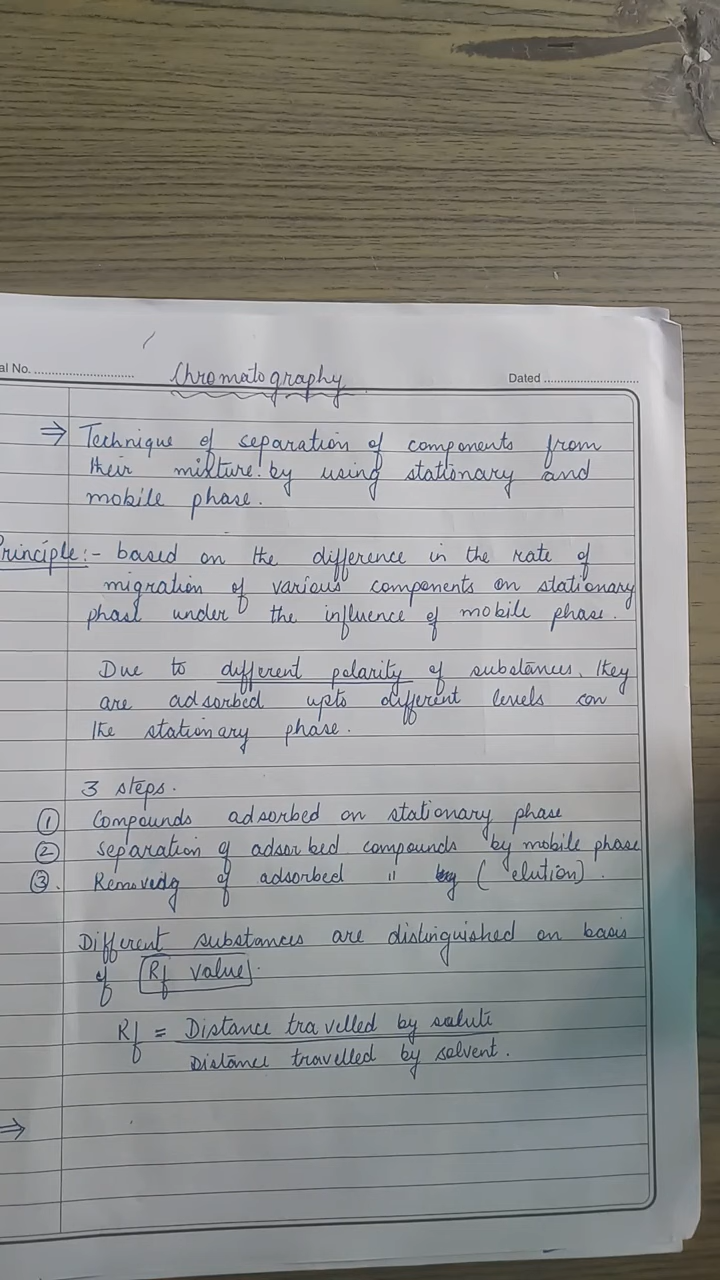 al No. ............................
Chromatography
Dated ............................
⇒ Technique of separation of components from
their mixture by using stationary and
mobile phase.
Principle:- based on the difference in the rate of
migration of various components on stationary
phase under the influence of mobile phase.
Due to different polarity of substances, they
are adsorbed upto different levels on
the stationary phase.
3 steps.
① Compounds adsorbed on stationary phase
② Separation of adsorbed compounds by mobile phase
③. Removing of adsorbed " (elution).
Different substances are distinguished on basis
of Rf value.
Rf = Distance travelled by solute
Distance travelled by solvent.
⇒